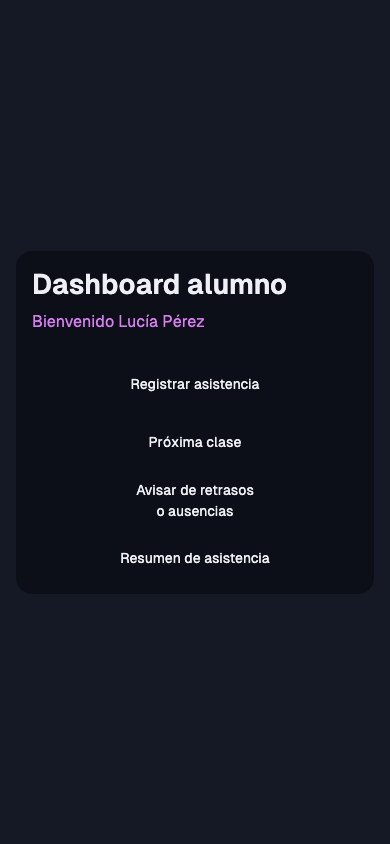 Dashboard alumno
Bienvenido Lucía Pérez
Registrar asistencia
Próxima clase
Avisar de retrasos
o ausencias
Resumen de asistencia